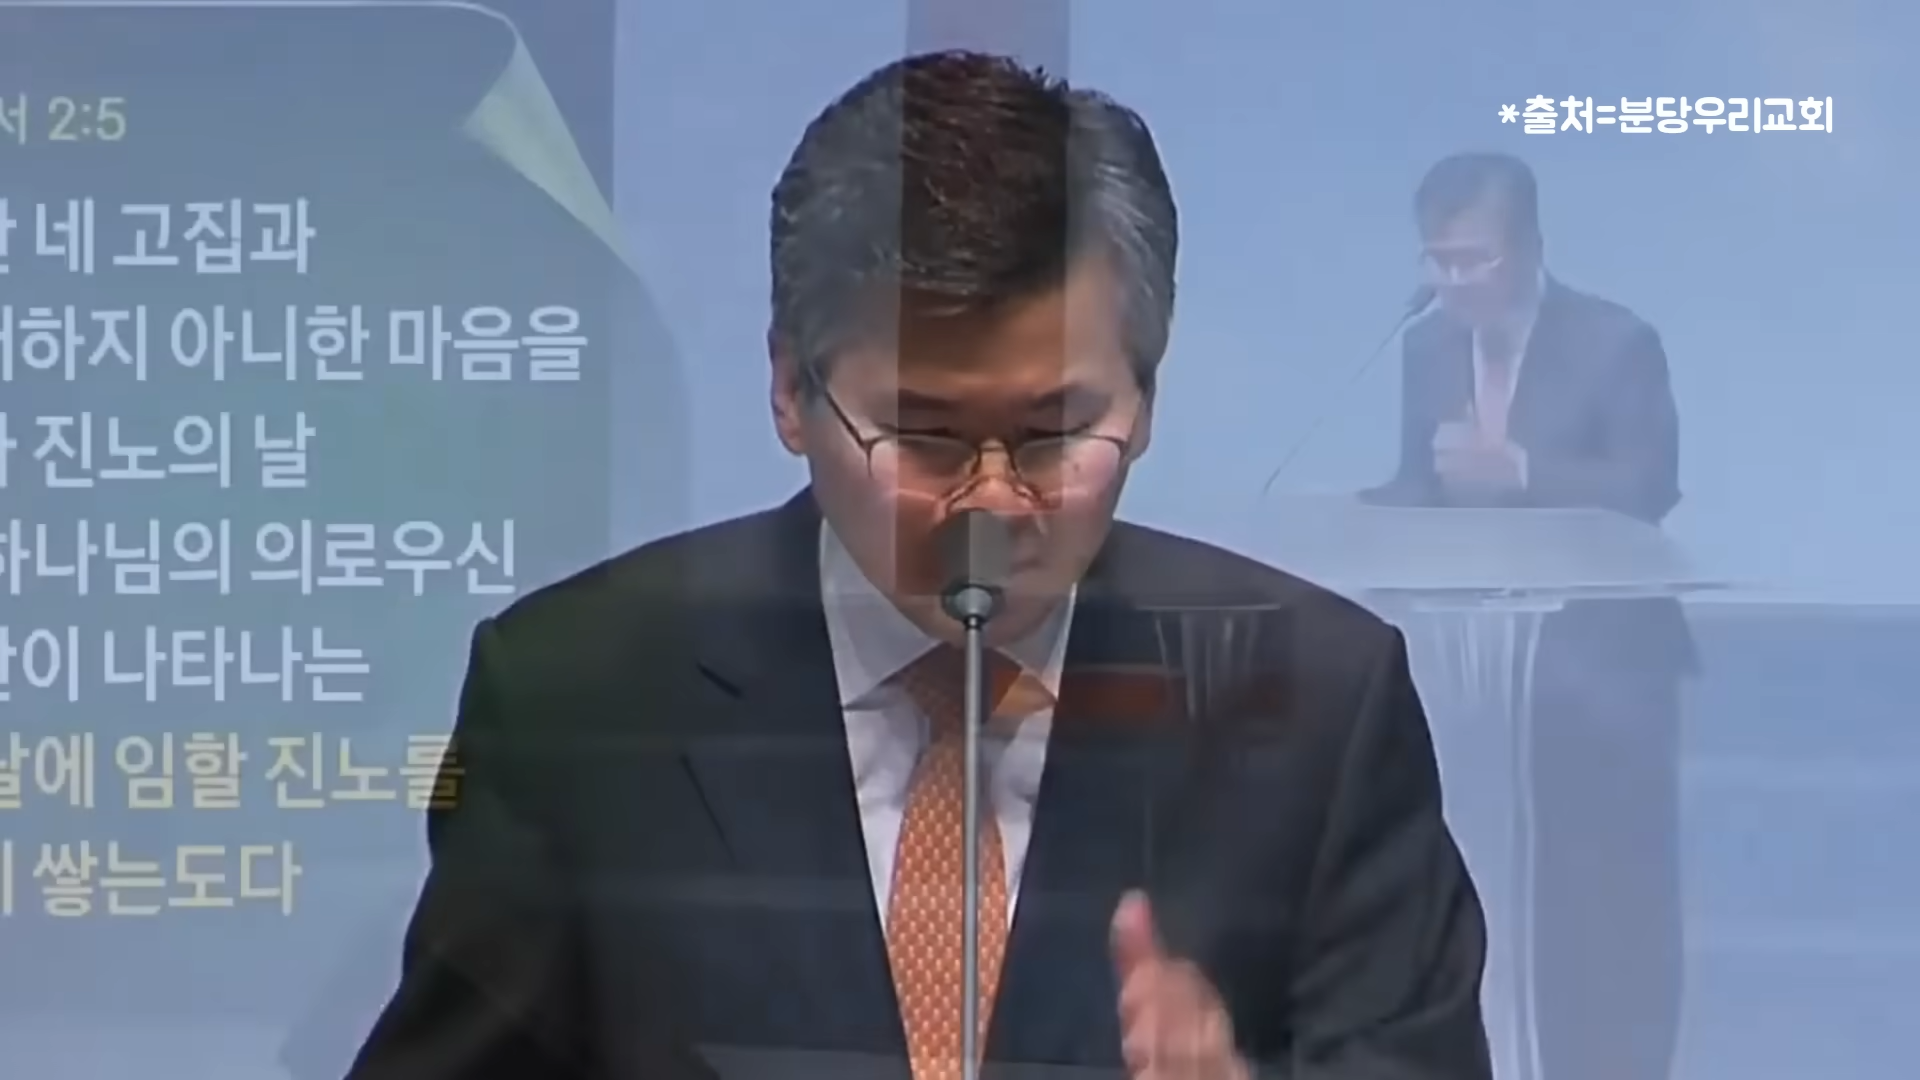 *출처=분당우리교회
서 2:5
네 고집과
하지 아니한 마음을
진노의 날
하나님의 의로우신
이 나타나는
날에 임할 진노를
쌓는도다